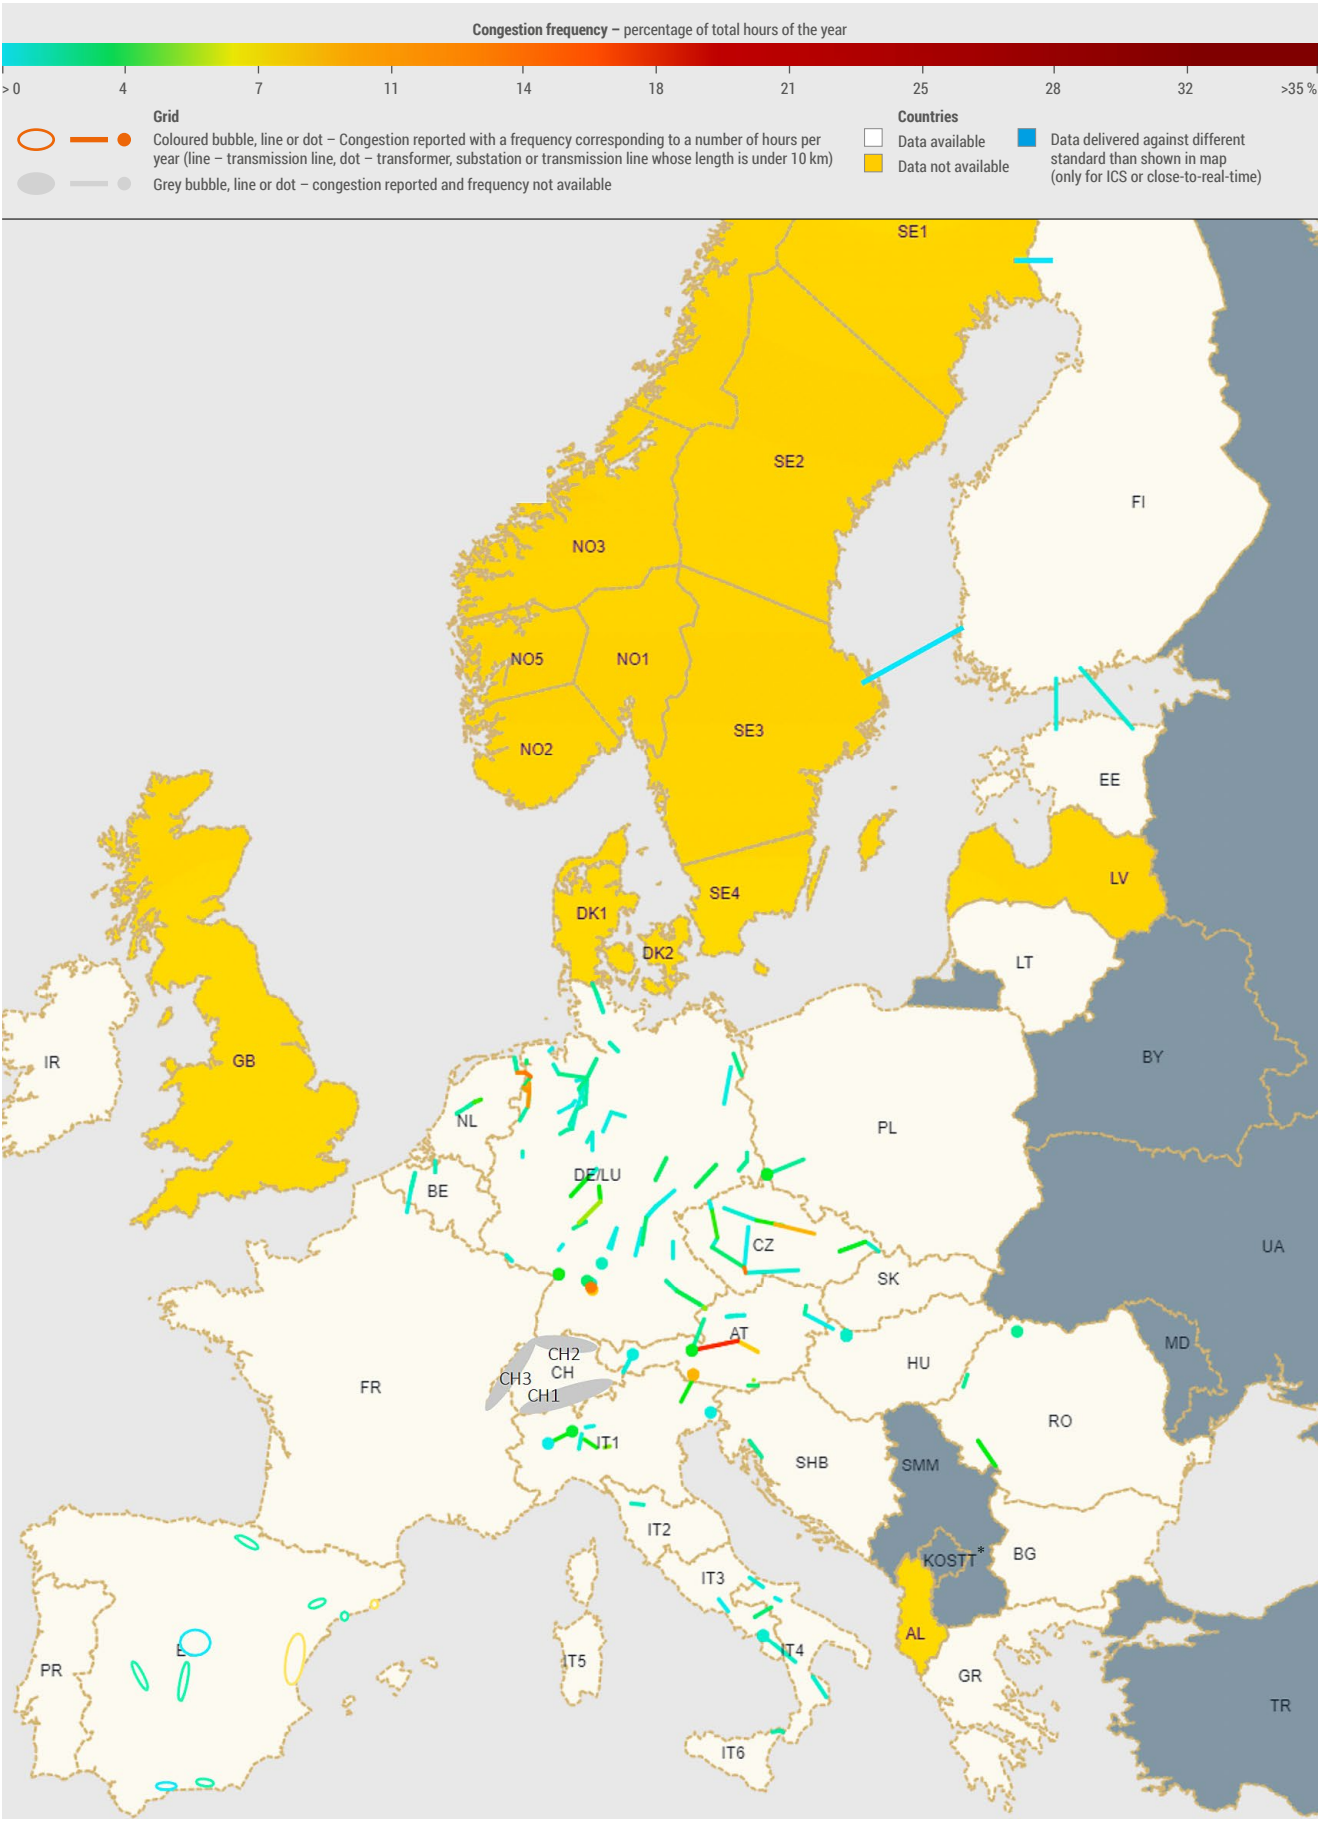 Congestion frequency – percentage of total hours of the year
> 0 4 7 11 14 18 21 25 28 32 >35 %
Grid
Coloured bubble, line or dot – Congestion reported with a frequency corresponding to a number of hours per
year (line – transmission line, dot – transformer, substation or transmission line whose length is under 10 km)
Grey bubble, line or dot – congestion reported and frequency not available
Countries
Data available
Data not available
Data delivered against different
standard than shown in map
(only for ICS or close-to-real-time)
SE1
SE2
FI
NO3
NO5
NO1
SE3
NO2
EE
LV
SE4
DK1
DK2
LT
IR
GB
BY
NL
PL
DE/LU
BE
CZ
UA
SK
AT
MD
CH2
CH
HU
CH3
FR
CH1
RO
IT1
SHB
SMM
IT2
BG
KOSTT*
IT3
AL
E
IT4
IT5
PR
GR
TR
IT6